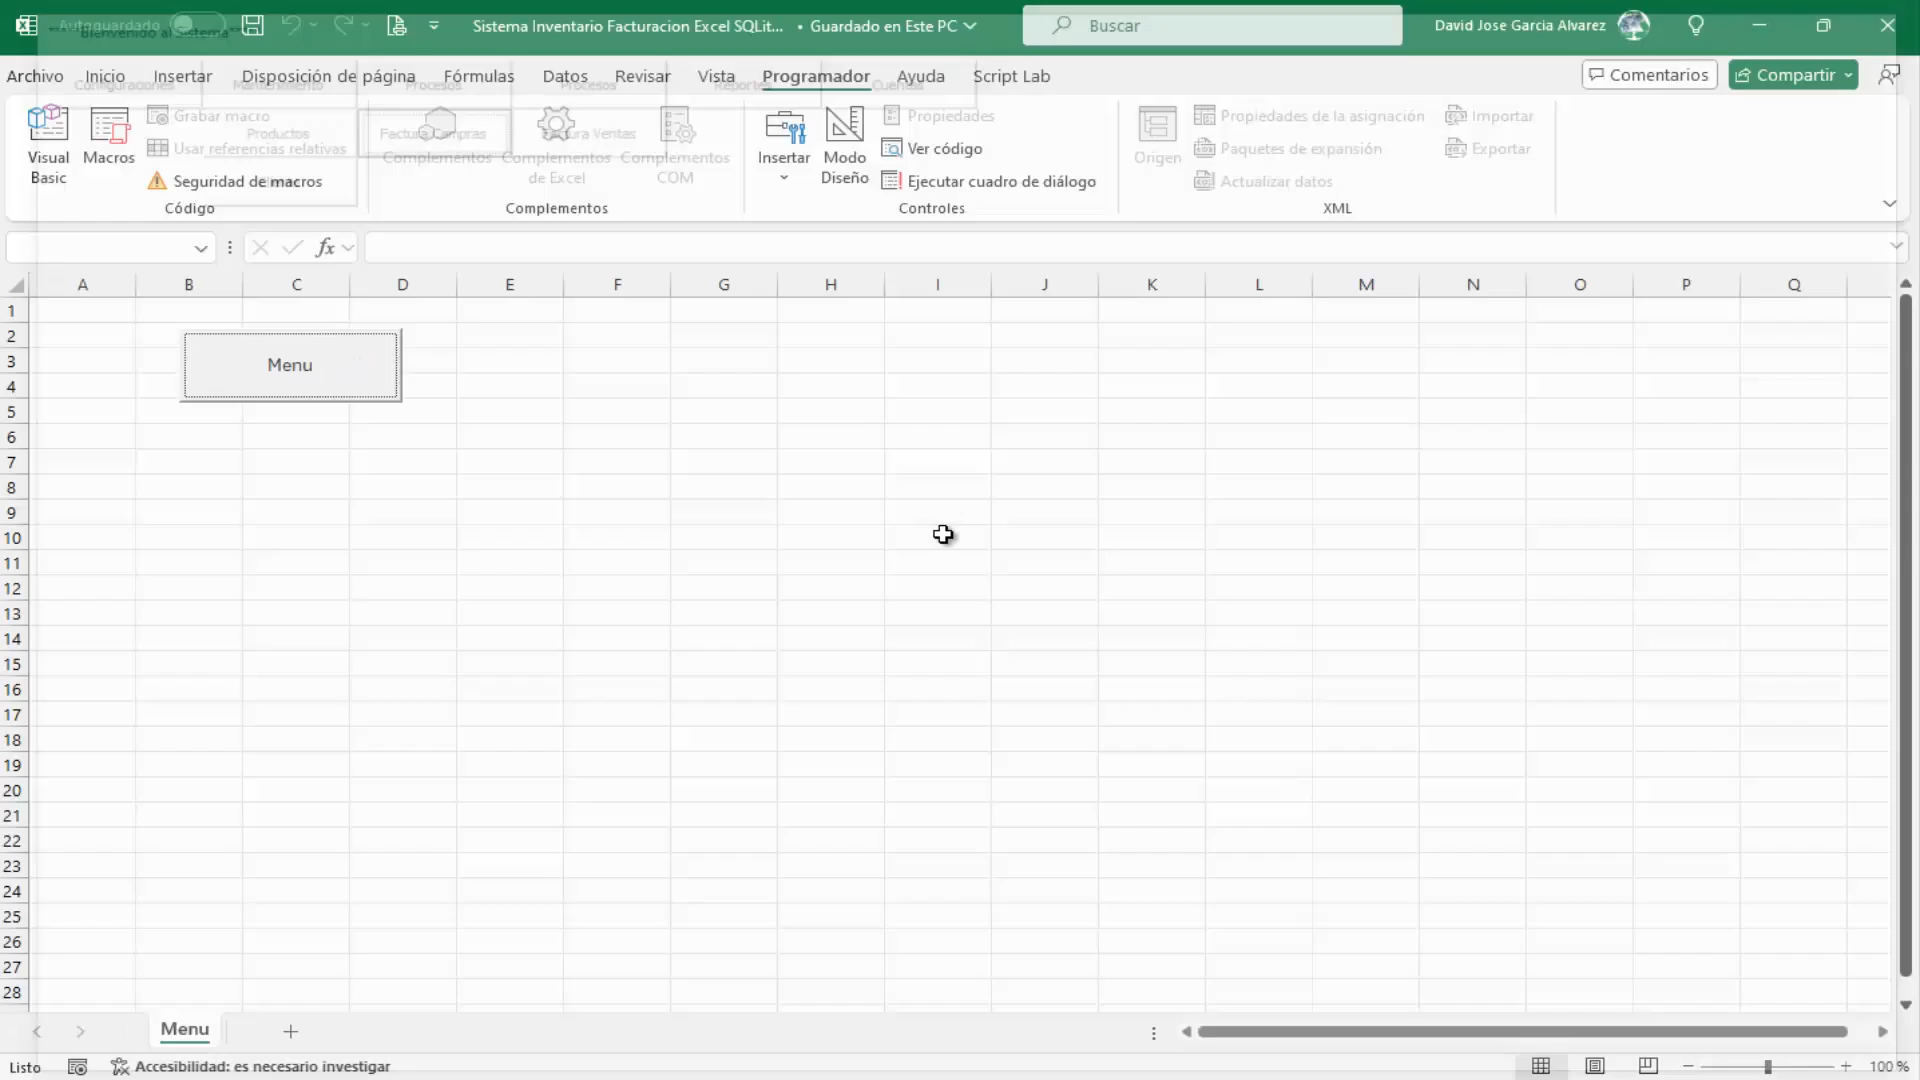 Autoguardado
Bienvenido al Sistema
Sistema Inventario Facturacion Excel SQLit... • Guardado en Este PC
Buscar
David Jose Garcia Alvarez
Archivo Inicio Insertar Disposición de página Fórmulas Datos Revisar Vista Programador Ayuda Script Lab
Comentarios
Compartir
Configuraciones Mantenimiento Procesos Procesos Reportes Cuentas
Visual
Basic
Macros
Grabar macro
Usar referencias relativas
Seguridad de macros
Código
Productos
Factura Compras
Factura Ventas
Complementos
Complementos
de Excel
Complementos
COM
Complementos
Insertar
Modo
Diseño
Propiedades
Ver código
Ejecutar cuadro de diálogo
Controles
Origen
Propiedades de la asignación
Paquetes de expansión
Actualizar datos
Importar
Exportar
XML
fx
A B C D E F G H I J K L M N O P Q
1
2
3
4
5
6
7
8
9
10
11
12
13
14
15
16
17
18
19
20
21
22
23
24
25
26
27
28
Menu
Menu
Listo
Accesibilidad: es necesario investigar
100 %